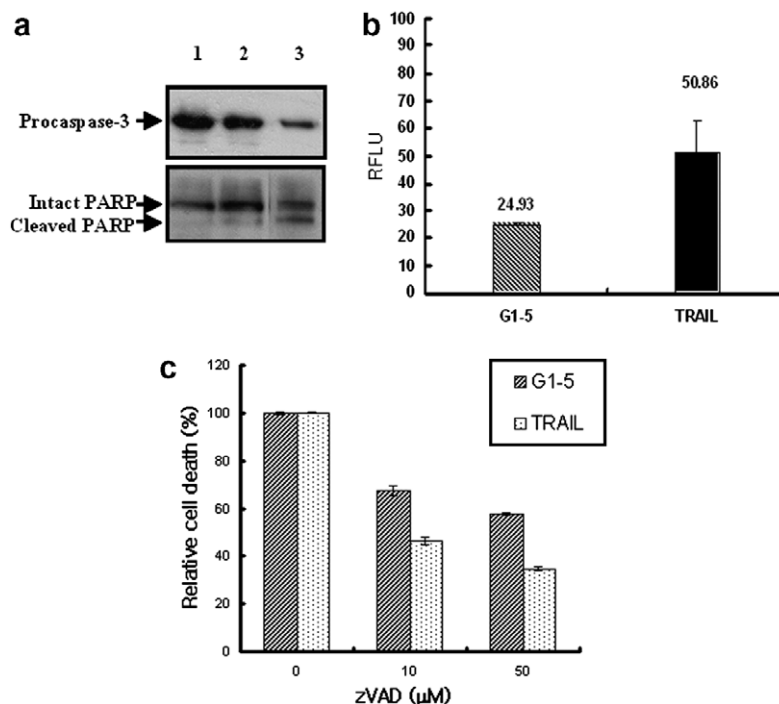 a
1 2 3
Procaspase-3
Intact PARP
Cleaved PARP
b
100
90
80
70
60
50
40
30
20
10
0
RFLU
24.93
50.86
G1-5
TRAIL
c
120
100
80
60
40
20
0
Relative cell death (%)
0
10
50
zVAD (μM)
G1-5
TRAIL